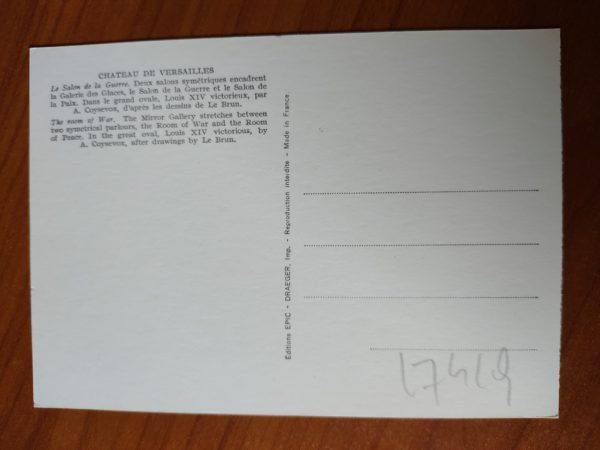 CHATEAU DE VERSAILLES
Le Salon de la Guerre. Deux salons symétriques encadrent
la Galerie des Glaces, le Salon de la Guerre et le Salon de
la Paix. Dans le grand ovale, Louis XIV victorieux, par
A. Coysevox, d'après les dessins de Le Brun.
The room of War. The Mirror Gallery stretches between
two symetrical parlours, the Room of War and the Room
of Peace. In the great oval, Louis XIV victorious, by
A. Coysevox, after drawings by Le Brun.
Editions EPIC - DRAEGER, Imp. - Reproduction interdite - Made in France.